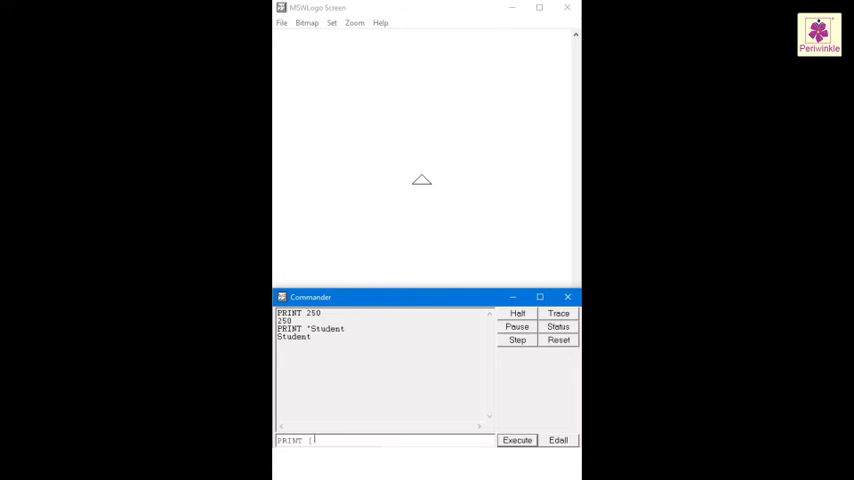 MSWLogo Screen
File Bitmap Set Zoom Help
Periwinkle
Commander
PRINT 250
250
PRINT "Student
Student
Halt Trace
Pause Status
Step Reset
PRINT [
Execute Edall